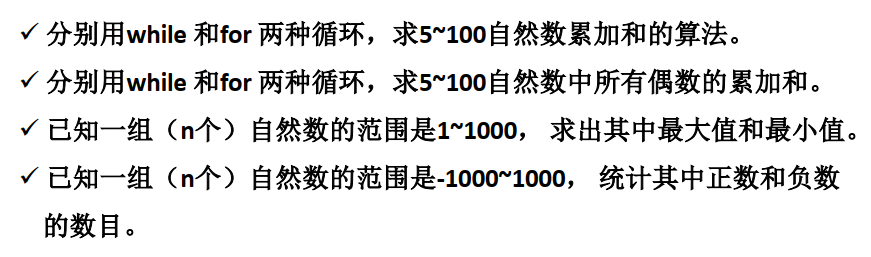 ✓ 分别用while 和for 两种循环，求5~100自然数累加和的算法。
✓ 分别用while 和for 两种循环，求5~100自然数中所有偶数的累加和。
✓ 已知一组（n个）自然数的范围是1~1000， 求出其中最大值和最小值。
✓ 已知一组（n个）自然数的范围是-1000~1000， 统计其中正数和负数
的数目。